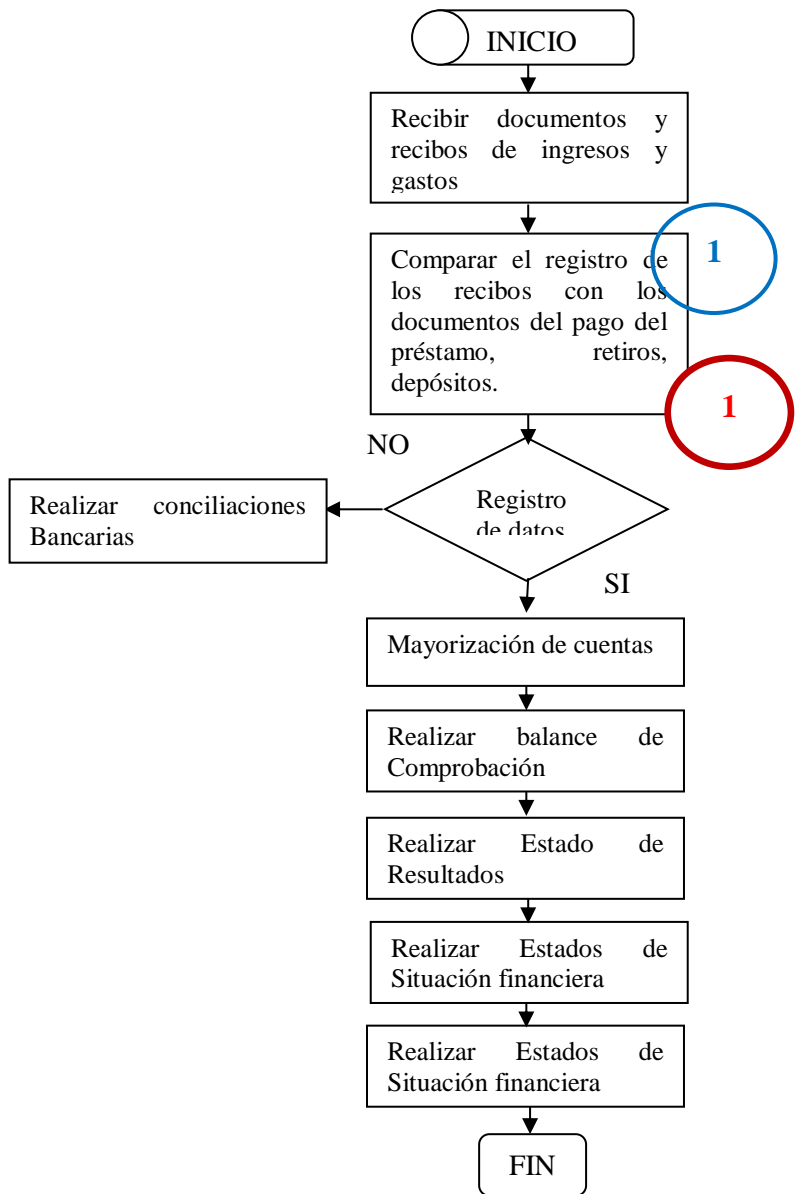 INICIO
Recibir documentos y
recibos de ingresos y
gastos
1
Comparar el registro de
los recibos con los
documentos del pago del
préstamo, retiros,
depósitos.
1
NO
Registro
de datos
Realizar conciliaciones
Bancarias
SI
Mayorización de cuentas
Realizar balance de
Comprobación
Realizar Estado de
Resultados
Realizar Estados de
Situación financiera
Realizar Estados de
Situación financiera
FIN